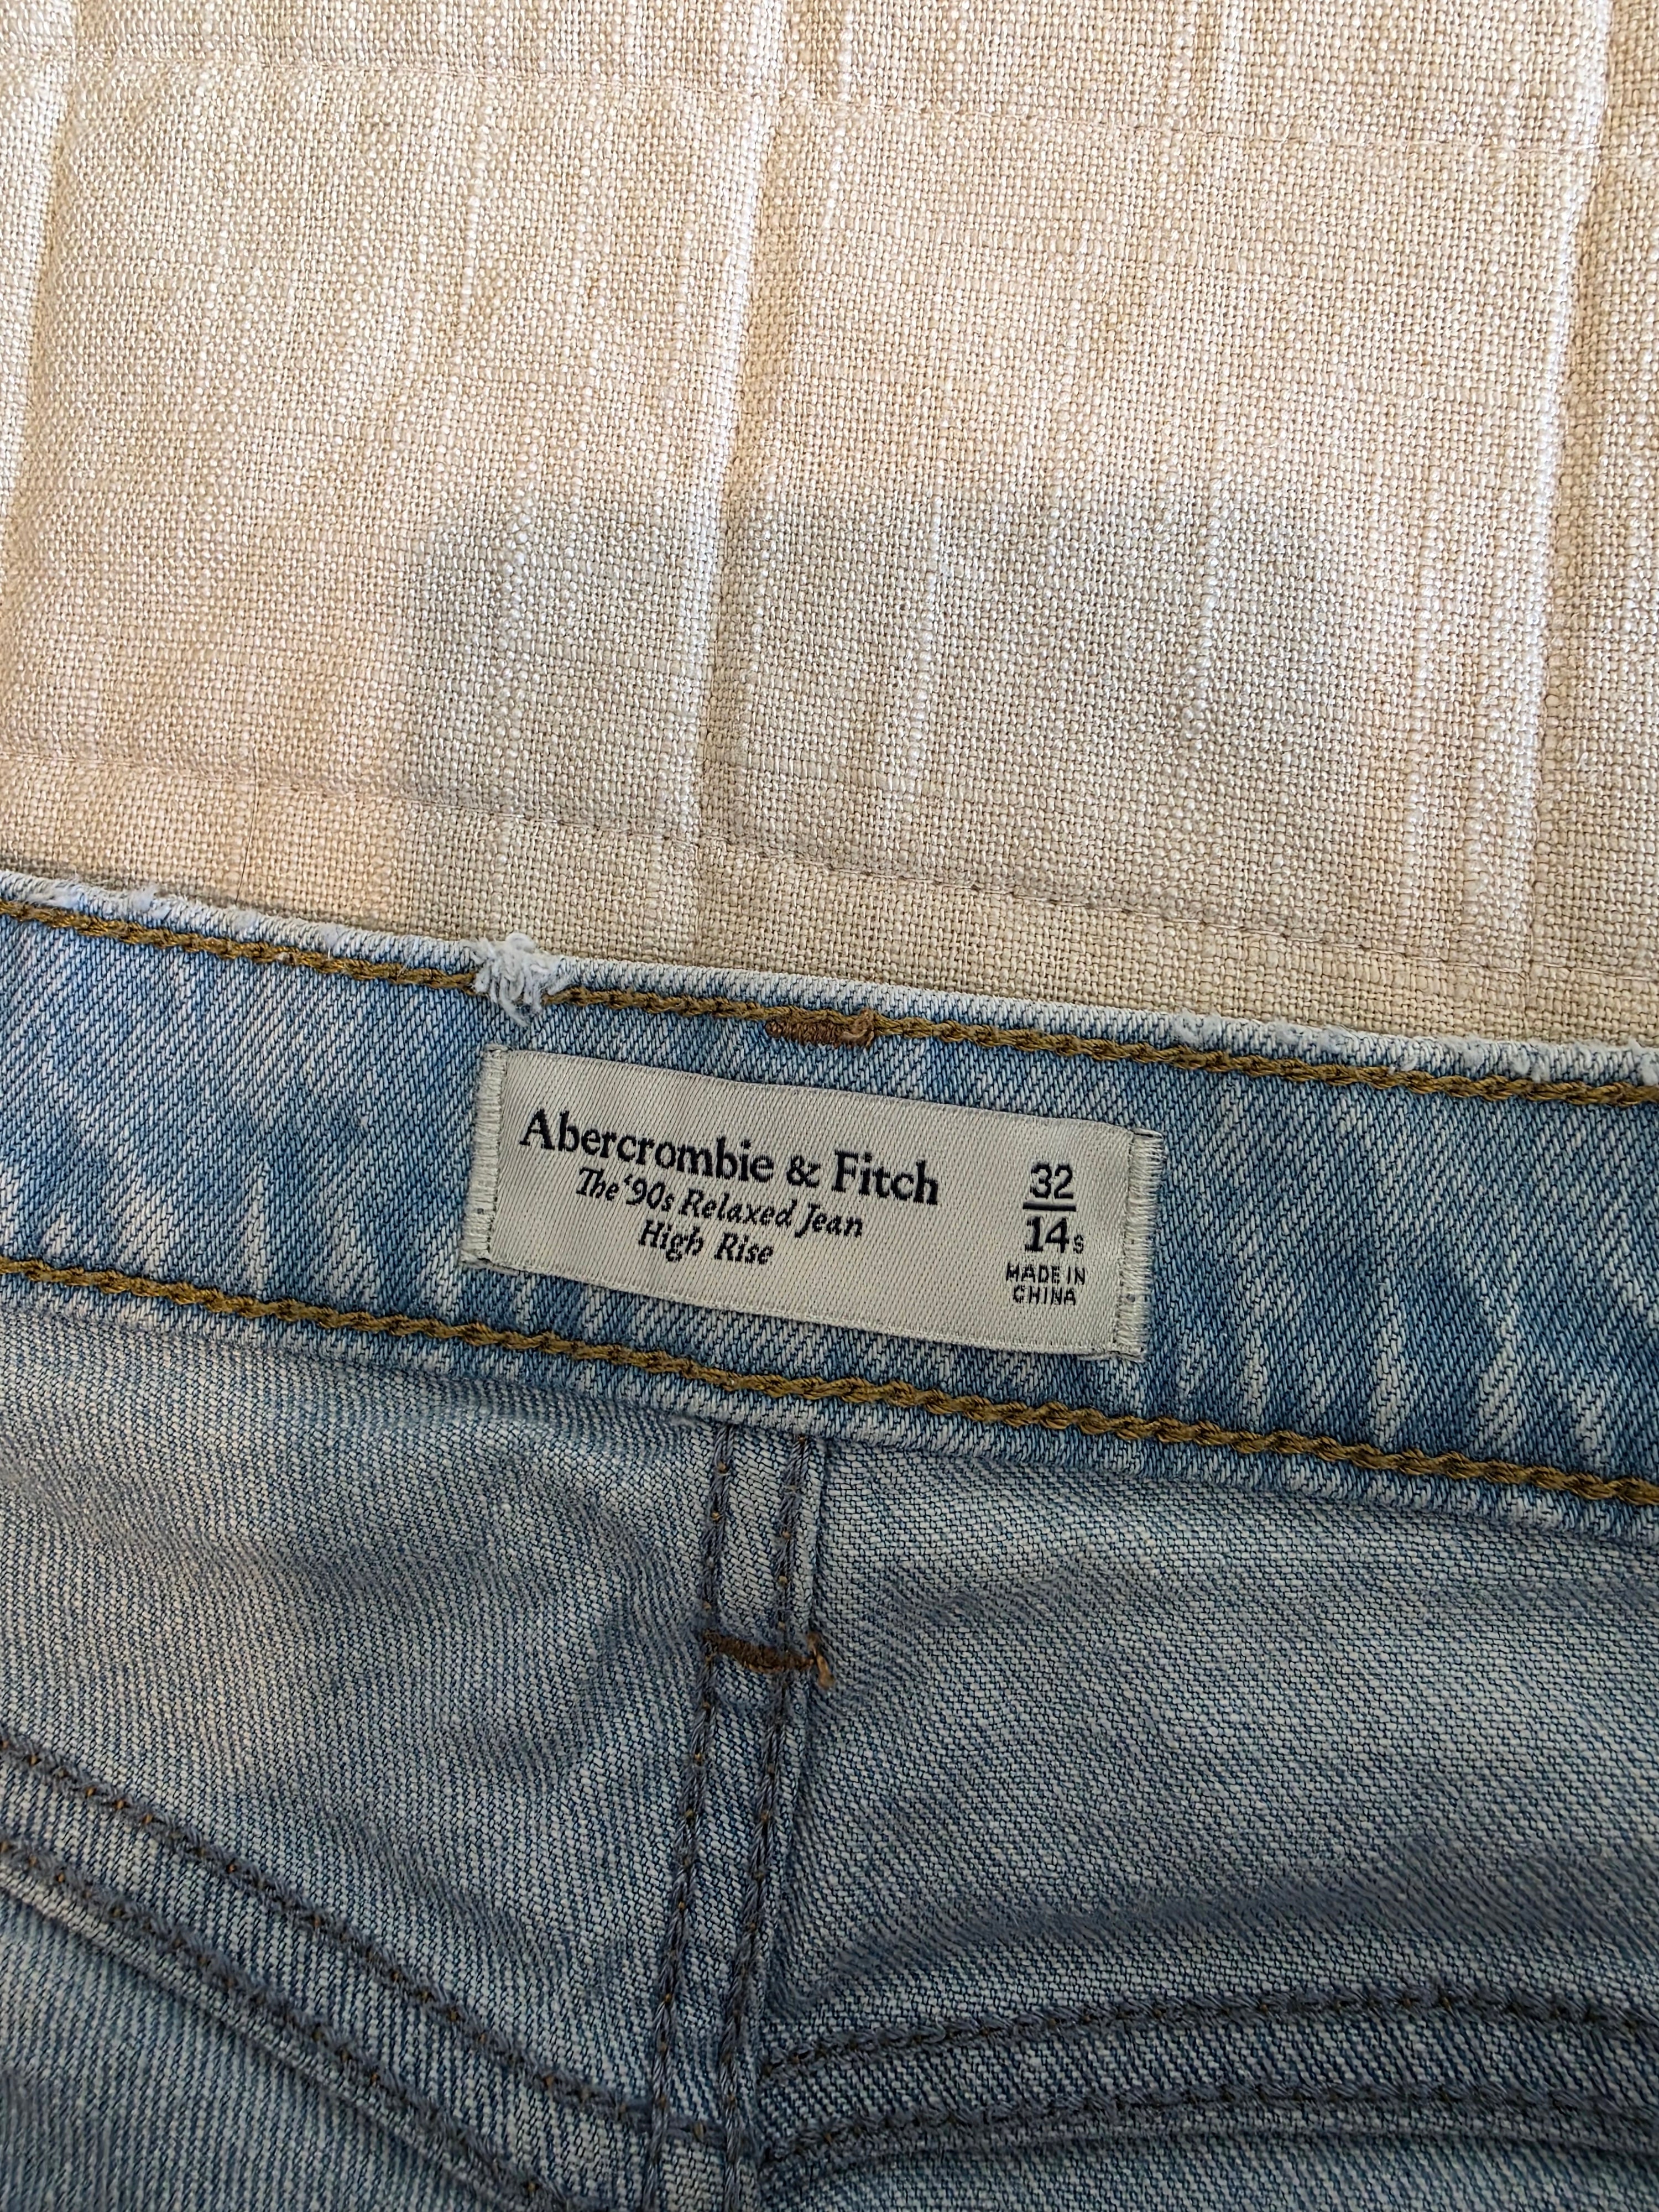 Abercrombie & Fitch
The ‘90s Relaxed Jean
High Rise
32
14s
MADE IN
CHINA